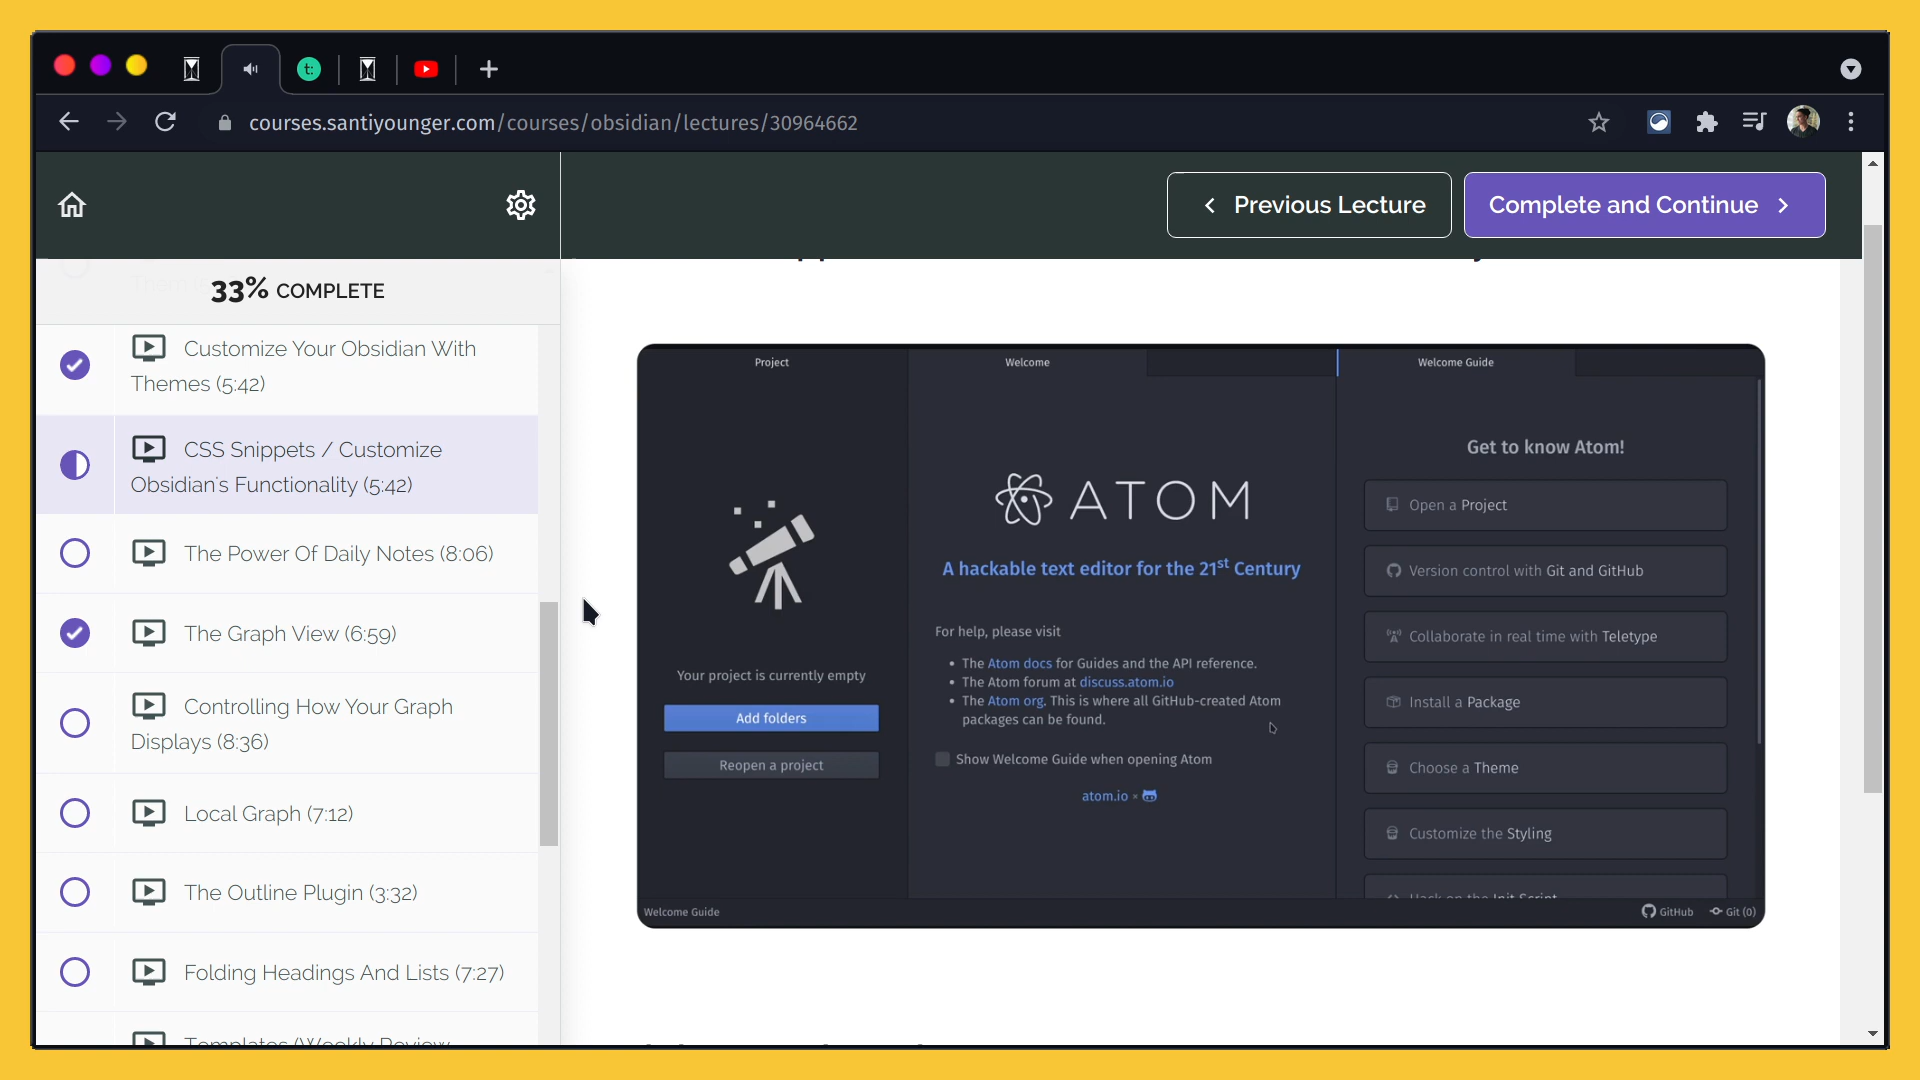 t:
courses.santiyounger.com/courses/obsidian/lectures/30964662
Previous Lecture
Complete and Continue
33% COMPLETE
Customize Your Obsidian With
Themes (5:42)
CSS Snippets / Customize
Obsidian's Functionality (5:42)
The Power Of Daily Notes (8:06)
The Graph View (6:59)
Controlling How Your Graph
Displays (8:36)
Local Graph (7:12)
The Outline Plugin (3:32)
Folding Headings And Lists (7:27)
Templates (Weekly Review
Project
Your project is currently empty
Add folders
Reopen a project
Welcome
ATOM
A hackable text editor for the 21st Century
For help, please visit
• The Atom docs for Guides and the API reference.
• The Atom forum at discuss.atom.io
• The Atom org. This is where all GitHub-created Atom
packages can be found.
Show Welcome Guide when opening Atom
atom.io ×
Welcome Guide
Get to know Atom!
Open a Project
Version control with Git and GitHub
Collaborate in real time with Teletype
Install a Package
Choose a Theme
Customize the Styling
Hack on the Init Script
Welcome Guide
GitHub
Git (0)